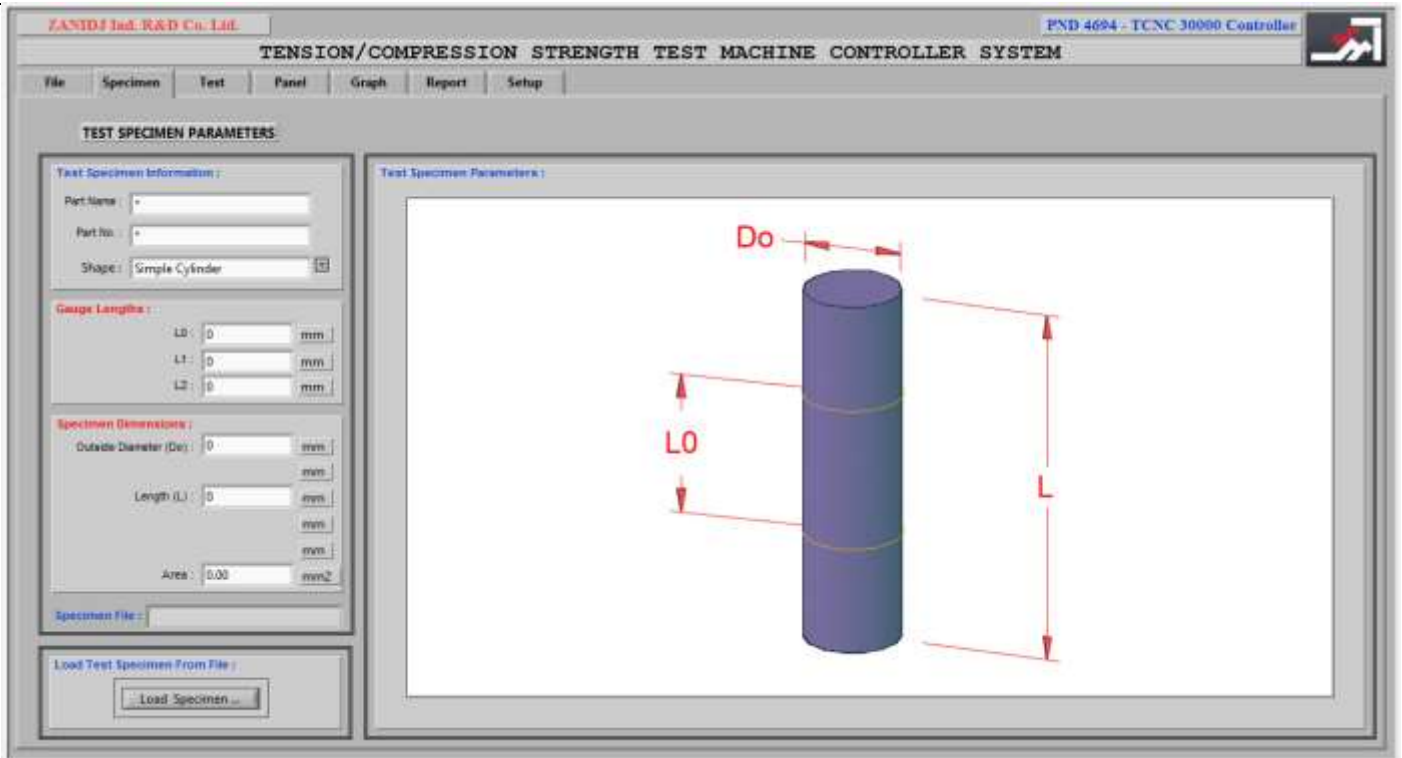 ZANIDJ Ind. R&D Co. Ltd.
PND 4694 - TCNC 30000 Controller
TENSION/COMPRESSION STRENGTH TEST MACHINE CONTROLLER SYSTEM
File Specimen Test Panel Graph Report Setup
TEST SPECIMEN PARAMETERS
Test Specimen Information :
Part Name : *
Part No. : *
Shape : Simple Cylinder
Gauge Lengths :
L0 : 0 mm
L1 : 0 mm
L2 : 0 mm
Specimen Dimensions :
Outside Diameter (Do) : 0 mm
mm
Length (L) : 0 mm
mm
mm
Area : 0.00 mm2
Specimen File :
Load Test Specimen From File :
Load Specimen ...
Test Specimen Parameters :
Do
L0
L